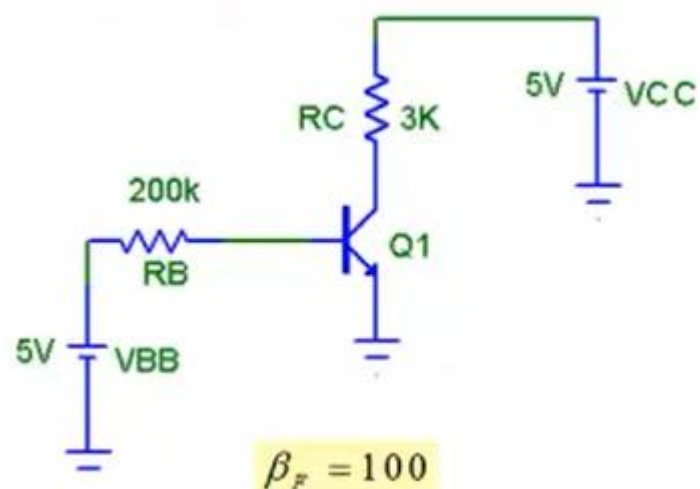 5V VCC
RC 3K
200k
RB
Q1
5V VBB
β_F = 100